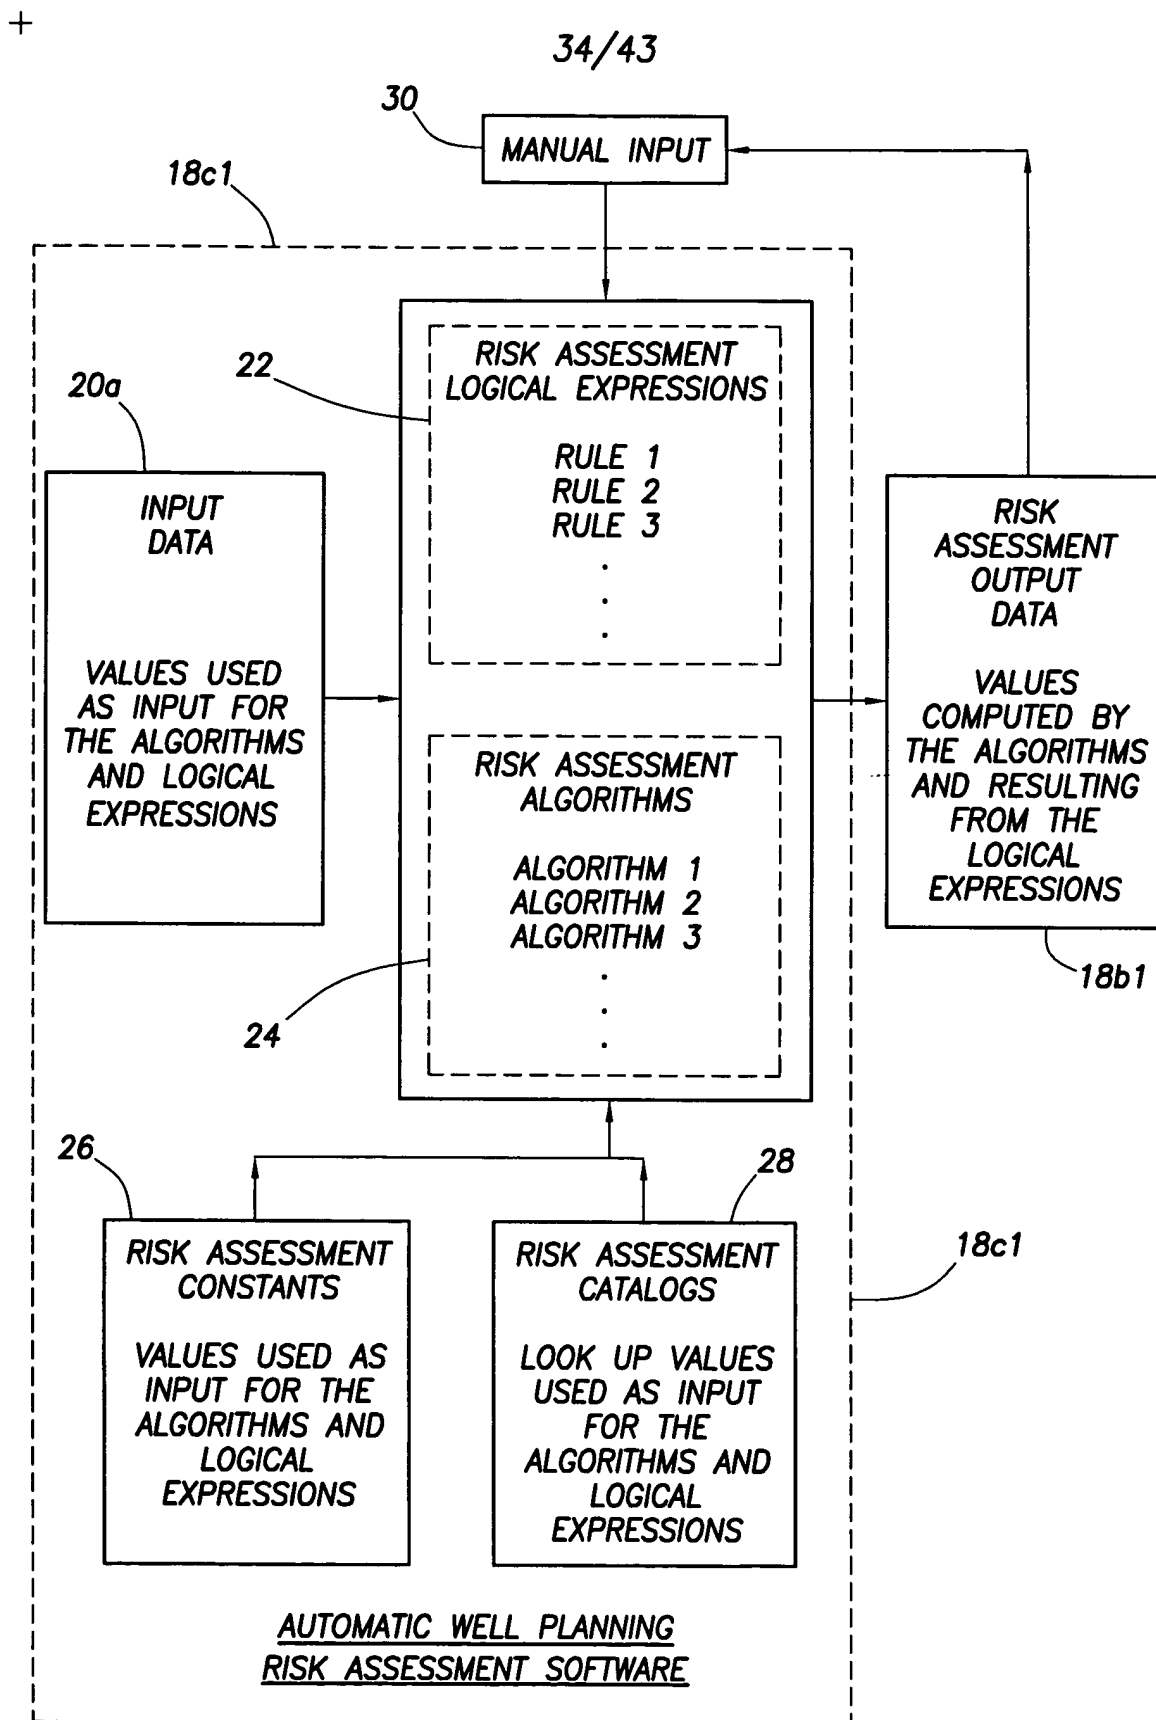 34/43
30
MANUAL INPUT
18c1
22
RISK ASSESSMENT
LOGICAL EXPRESSIONS
RULE 1
RULE 2
RULE 3
.
.
.
20a
INPUT
DATA
VALUES USED
AS INPUT FOR
THE ALGORITHMS
AND LOGICAL
EXPRESSIONS
RISK ASSESSMENT
ALGORITHMS
ALGORITHM 1
ALGORITHM 2
ALGORITHM 3
.
.
.
24
RISK
ASSESSMENT
OUTPUT
DATA
VALUES
COMPUTED BY
THE ALGORITHMS
AND RESULTING
FROM THE
LOGICAL
EXPRESSIONS
18b1
26
RISK ASSESSMENT
CONSTANTS
VALUES USED AS
INPUT FOR THE
ALGORITHMS AND
LOGICAL
EXPRESSIONS
28
RISK ASSESSMENT
CATALOGS
LOOK UP VALUES
USED AS INPUT
FOR THE
ALGORITHMS AND
LOGICAL
EXPRESSIONS
18c1
AUTOMATIC WELL PLANNING
RISK ASSESSMENT SOFTWARE